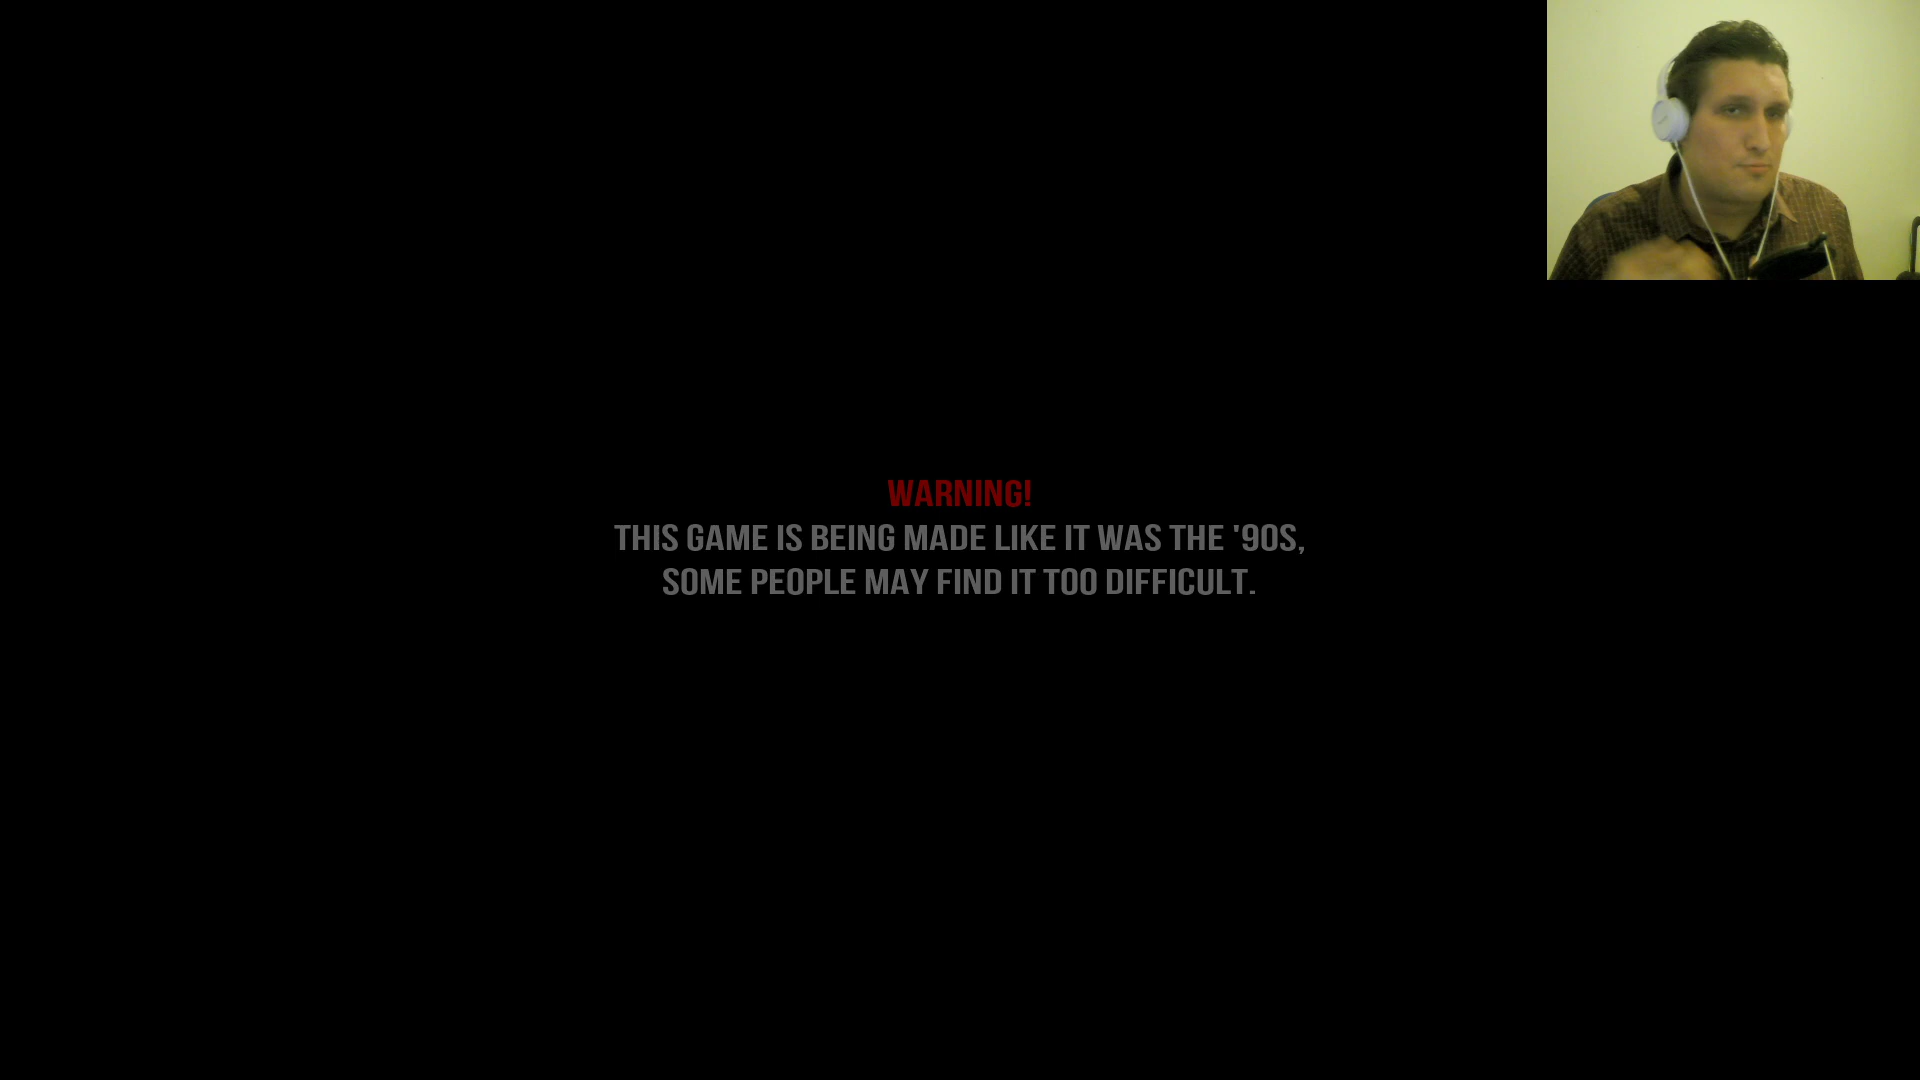 WARNING!
THIS GAME IS BEING MADE LIKE IT WAS THE '90S,
SOME PEOPLE MAY FIND IT TOO DIFFICULT.